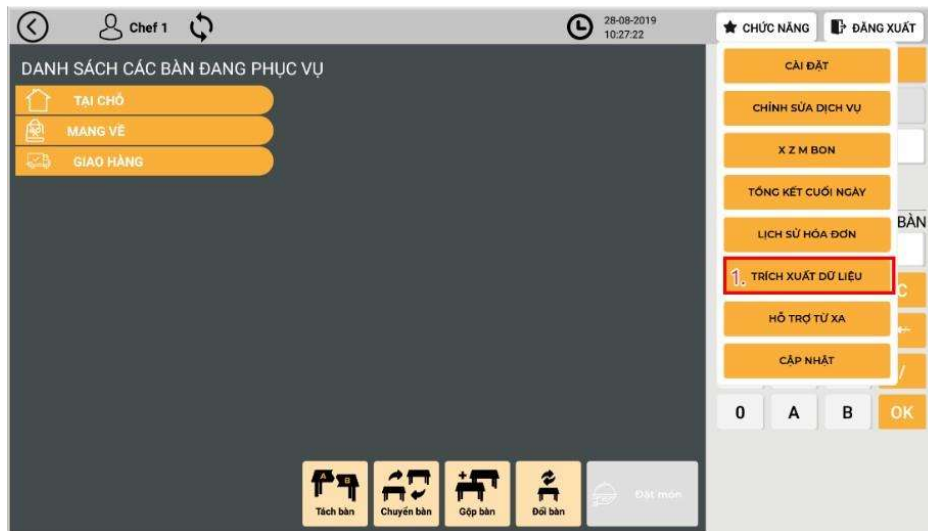 Chef 1
28-08-2019
10:27:22
CHỨC NĂNG
ĐĂNG XUẤT
DANH SÁCH CÁC BÀN ĐANG PHỤC VỤ
TẠI CHỖ
MANG VỀ
GIAO HÀNG
CÀI ĐẶT
CHỈNH SỬA DỊCH VỤ
X Z M BON
TỔNG KẾT CUỐI NGÀY
LỊCH SỬ HÓA ĐƠN
BÀN
1. TRÍCH XUẤT DỮ LIỆU
C
HỖ TRỢ TỪ XA
CẬP NHẬT
/
0 A B OK
A B
Tách bàn
Chuyển bàn
Gộp bàn
Đổi bàn
Đặt món